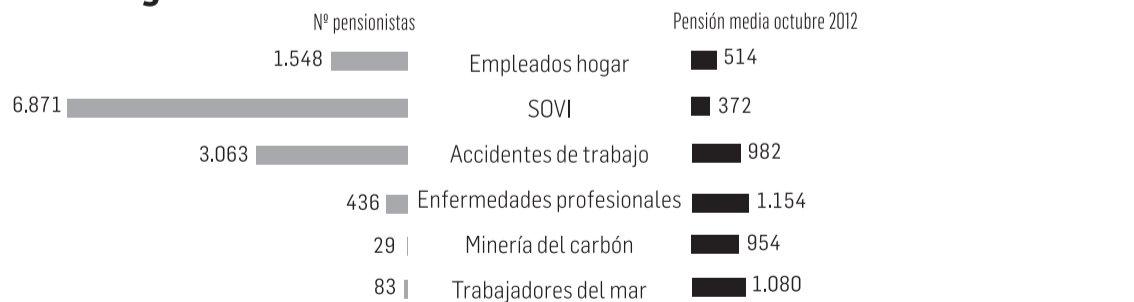 Nº pensionistas Pensión media octubre 2012
1.548 Empleados hogar 514
6.871 SOVI 372
3.063 Accidentes de trabajo 982
436 Enfermedades profesionales 1.154
29 Minería del carbón 954
83 Trabajadores del mar 1.080